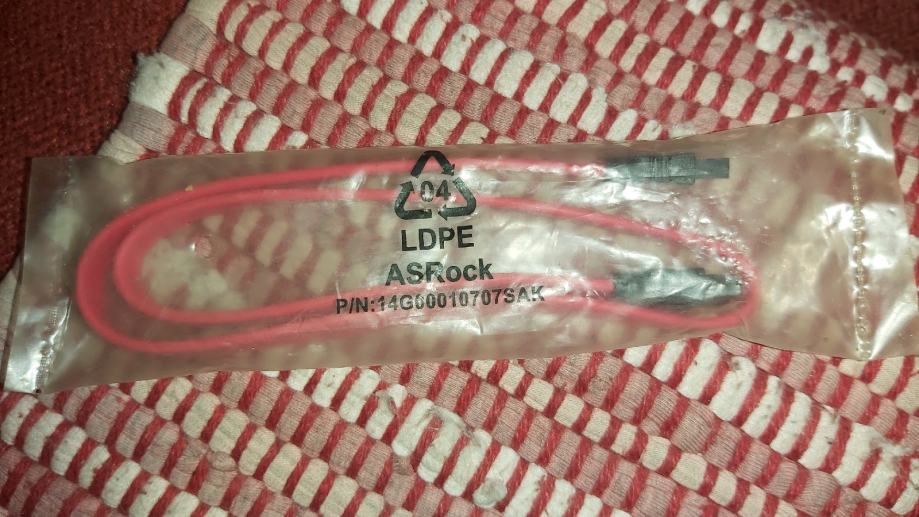 04
LDPE
ASRock
P/N:14G00010707SAK